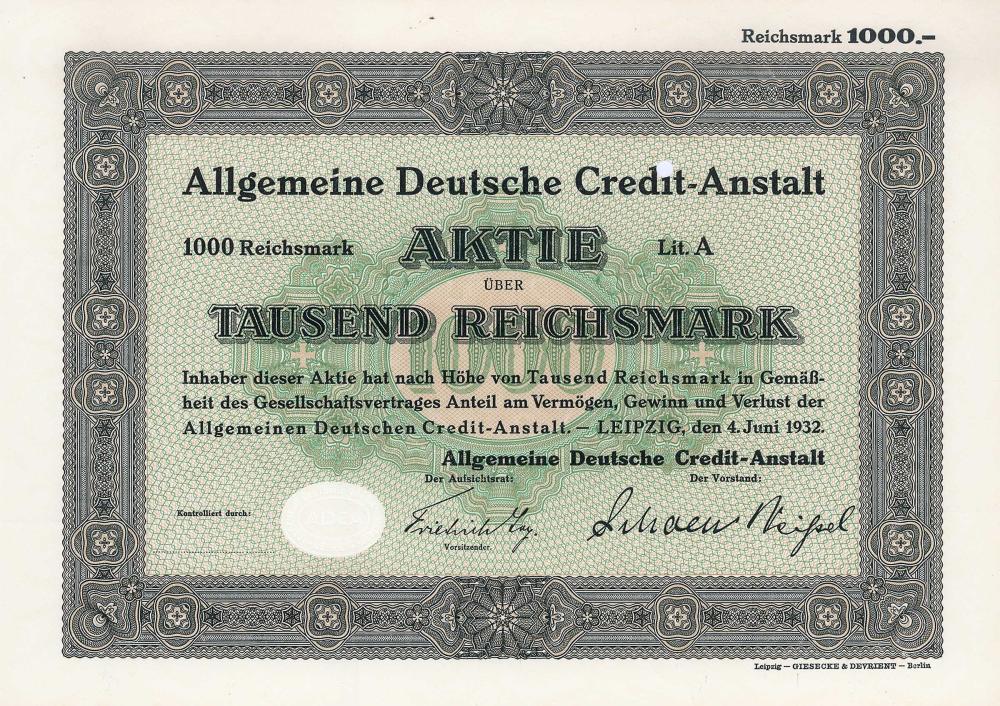 Reichsmark 1000.–
Allgemeine Deutsche Credit-Anstalt
1000 Reichsmark AKTIE Lit. A
ÜBER
TAUSEND REICHSMARK
1000
Inhaber dieser Aktie hat nach Höhe von Tausend Reichsmark in Gemäß-
heit des Gesellschaftsvertrages Anteil am Vermögen, Gewinn und Verlust der
Allgemeinen Deutschen Credit-Anstalt. – LEIPZIG, den 4. Juni 1932.
Allgemeine Deutsche Credit-Anstalt
Der Aufsichtsrat: Der Vorstand:
Kontrolliert durch:
Friedrich
Vorsitzender.
Leipzig – GIESECKE & DEVRIENT – Berlin